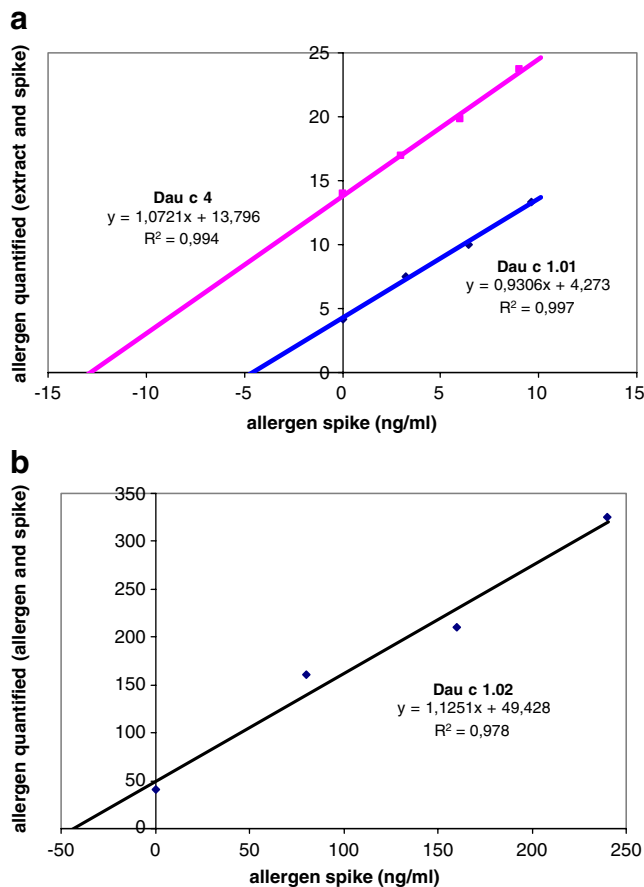 a
allergen quantified (extract and spike)
25
20
15
10
5
0
-15
-10
-5
0
5
10
15
Dau c 4
y = 1,0721x + 13,796
R² = 0,994
Dau c 1.01
y = 0,9306x + 4,273
R² = 0,997
allergen spike (ng/ml)
b
allergen quantified (allergen and spike)
350
300
250
200
150
100
50
0
-50
0
50
100
150
200
250
Dau c 1.02
y = 1,1251x + 49,428
R² = 0,978
allergen spike (ng/ml)